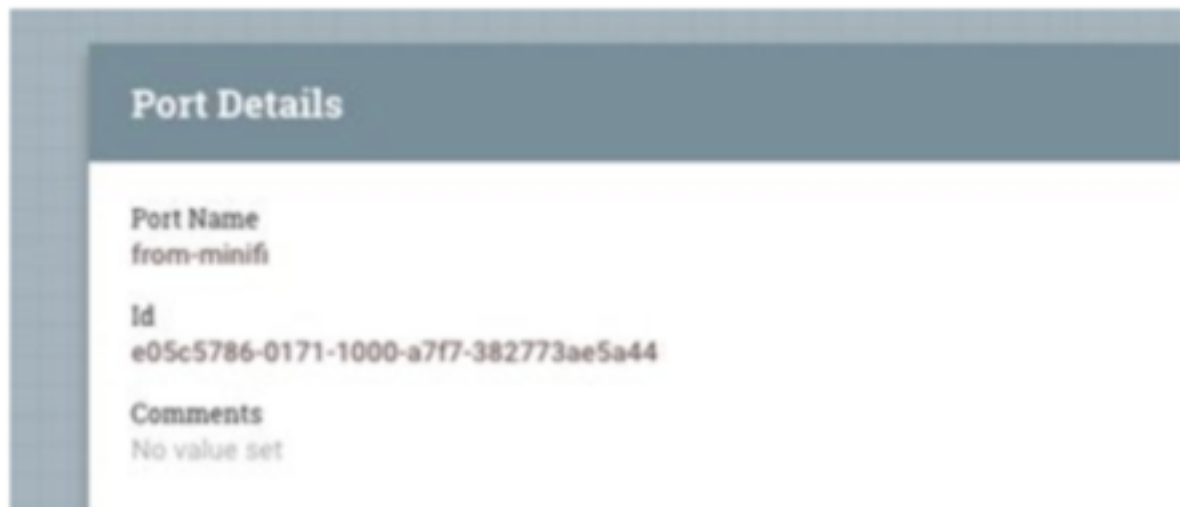 Port Details
Port Name
from-minifi
Id
e05c5786-0171-1000-a7f7-382773ae5a44
Comments
No value set